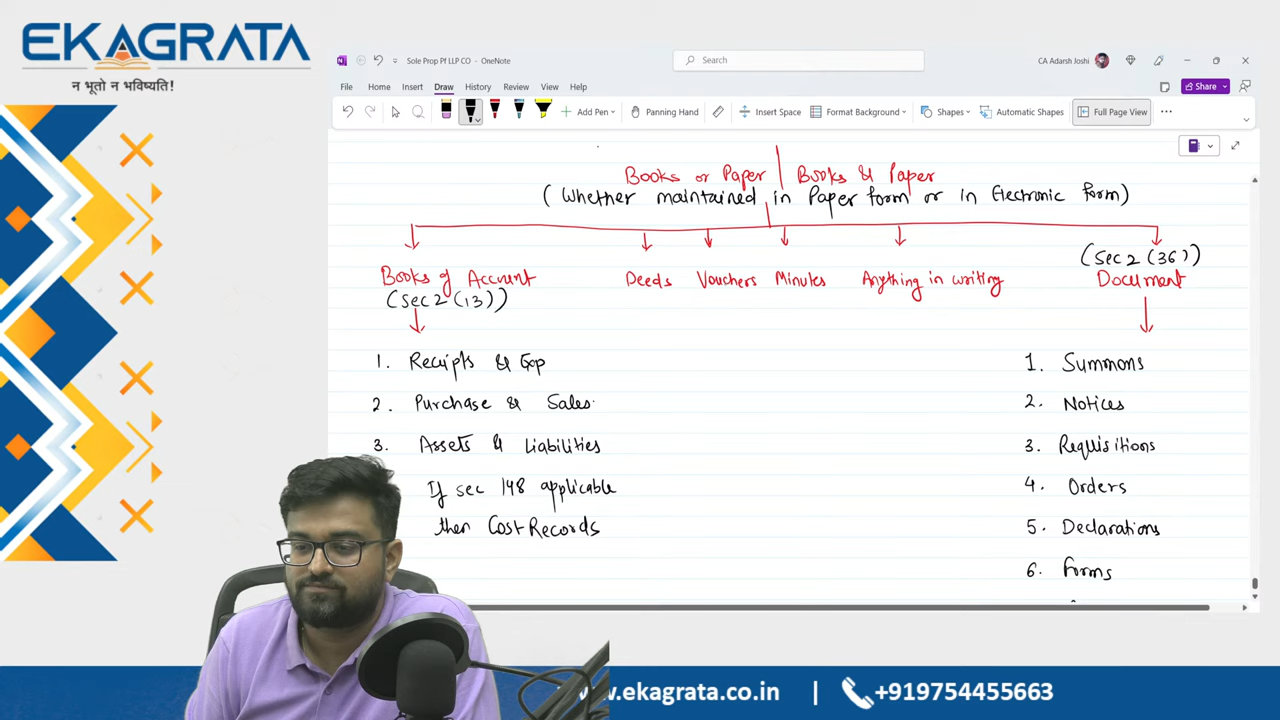 EKAGRATA
न भूतो न भविष्यति!
Sole Prop Pf LLP CO - OneNote
Search
CA Adarsh Joshi
File Home Insert Draw History Review View Help
Share
Add Pen
Panning Hand
Insert Space
Format Background
Shapes
Automatic Shapes
Full Page View
Books or Paper | Books & Paper
(Whether maintained in Paper form or in Electronic form)
(Sec 2 (36))
Books of Account Deeds Vouchers Minutes Anything in writing Document
(Sec 2 (13))
1. Receipts & Exp
2. Purchase & Sales
3. Assets & Liabilities
If sec 148 applicable
then Cost Records
1. Summons
2. Notices
3. Requisitions
4. Orders
5. Declarations
6. Forms
.ekagrata.co.in | +919754455663